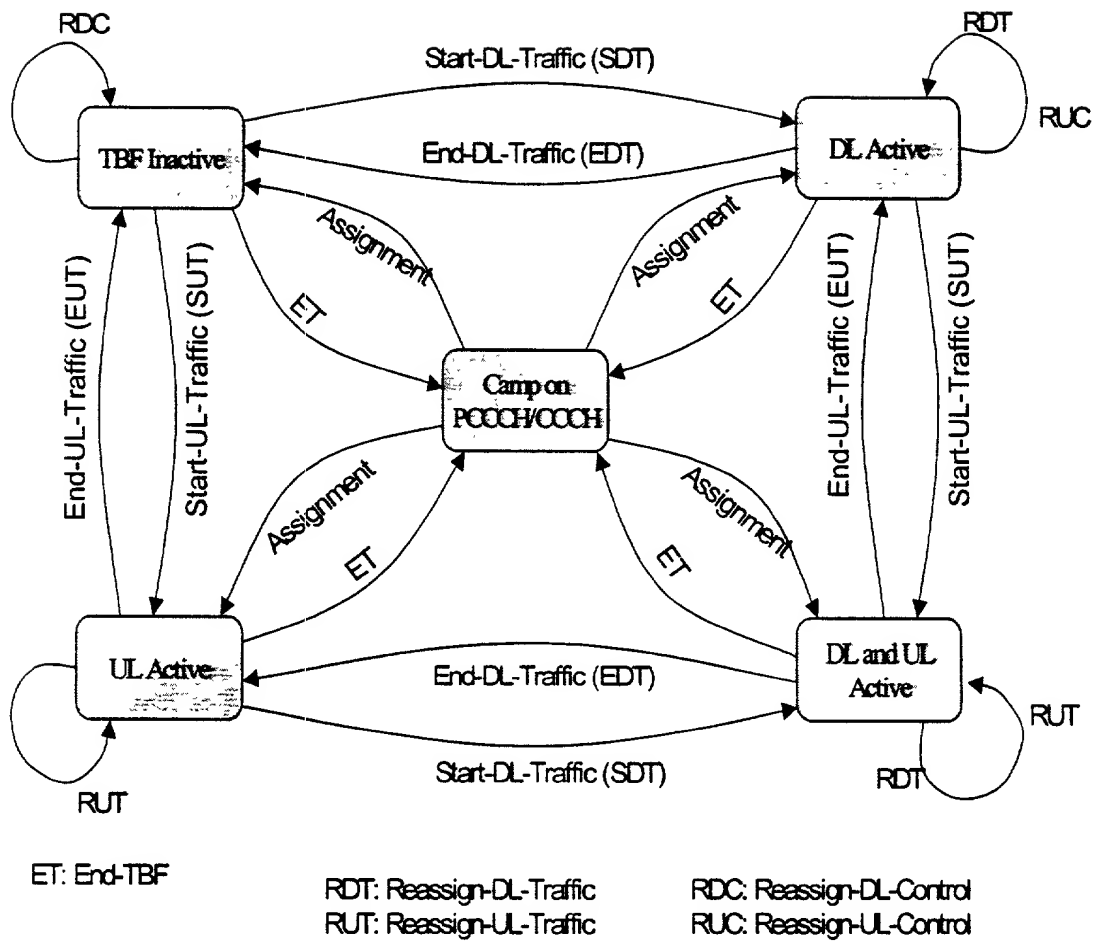 RDC
RDT
Start-DL-Traffic (SDT)
RUC
TBF Inactive
End-DL-Traffic (EDT)
DL Active
Assignment
Assignment
ET
ET
End-UL-Traffic (EUT)
Start-UL-Traffic (SUT)
End-UL-Traffic (EUT)
Start-UL-Traffic (SUT)
Camp on
PCCCH/CCCH
Assignment
Assignment
ET
ET
UL Active
End-DL-Traffic (EDT)
DL and UL
Active
RUT
Start-DL-Traffic (SDT)
RDT
RUT
ET: End-TBF
RDT: Reassign-DL-Traffic
RDC: Reassign-DL-Control
RUT: Reassign-UL-Traffic
RUC: Reassign-UL-Control